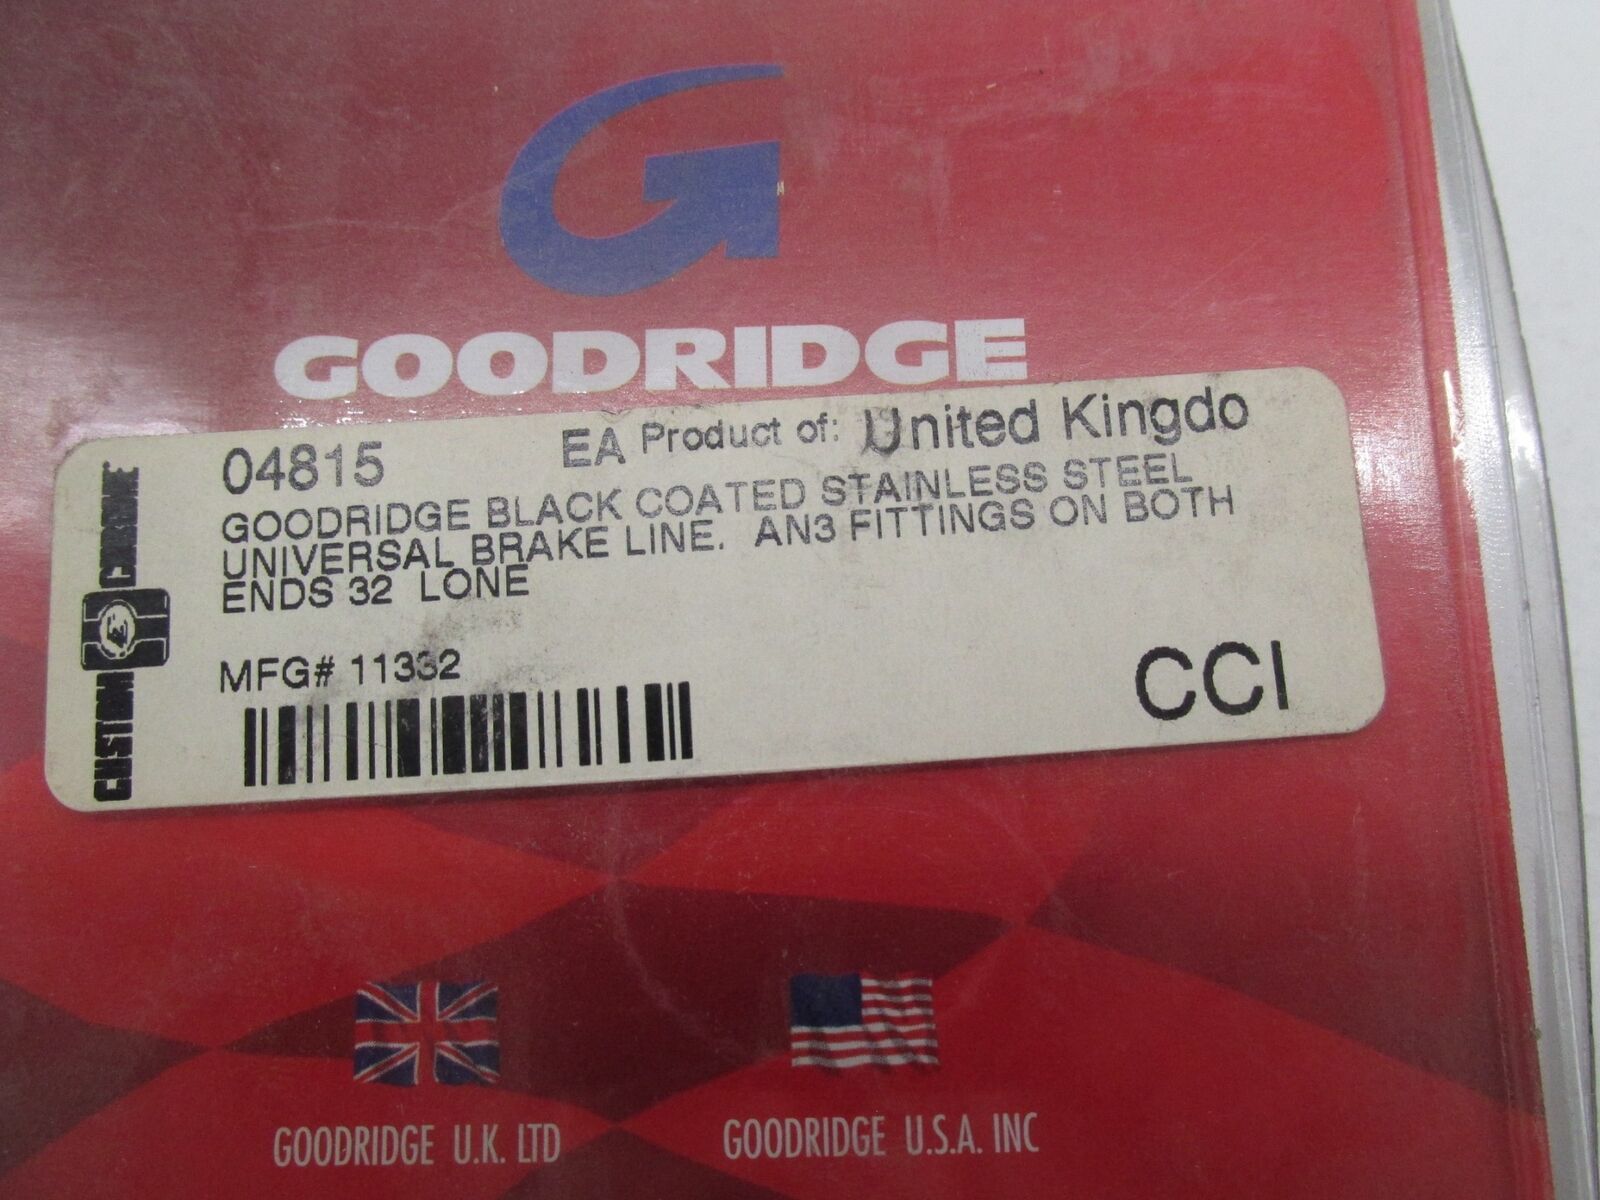 GOODRIDGE
04815 EA Product of: United Kingdo
GOODRIDGE BLACK COATED STAINLESS STEEL
UNIVERSAL BRAKE LINE. AN3 FITTINGS ON BOTH
ENDS 32 LONE
MFG# 11332
CCI
CUSTOM CHROME
GOODRIDGE U.K. LTD
GOODRIDGE U.S.A. INC